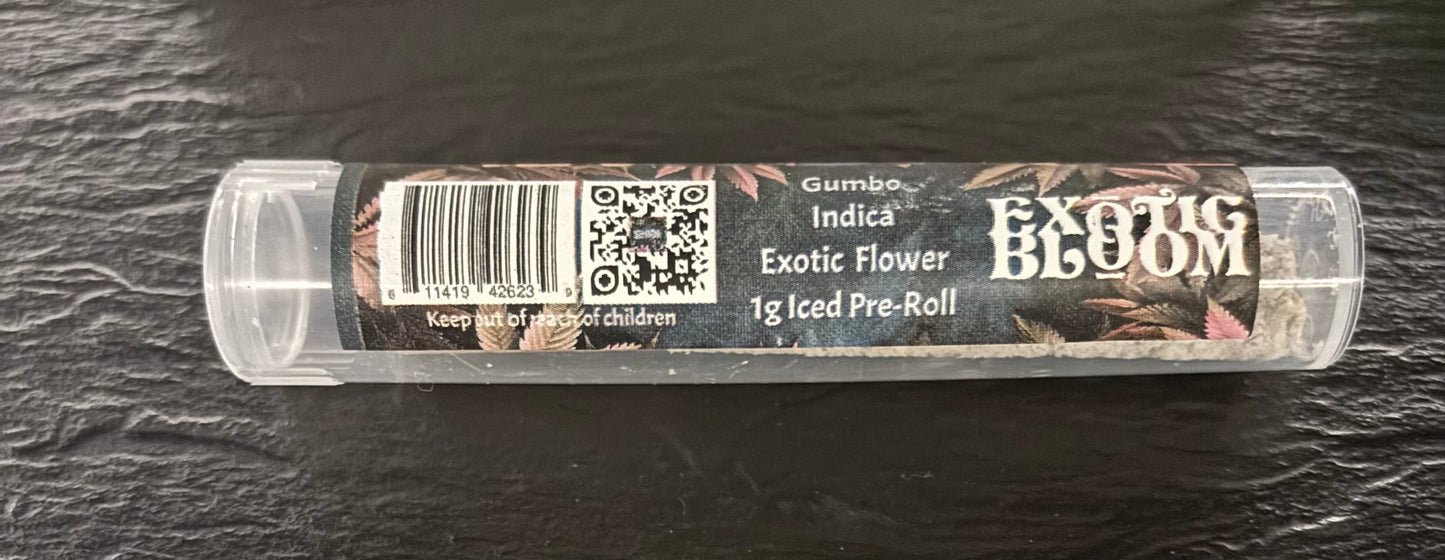 6 11419 42623 9
Keep out of reach of children
Gumbo
Indica
Exotic Flower
1g Iced Pre-Roll
EXOTIC
BLOOM